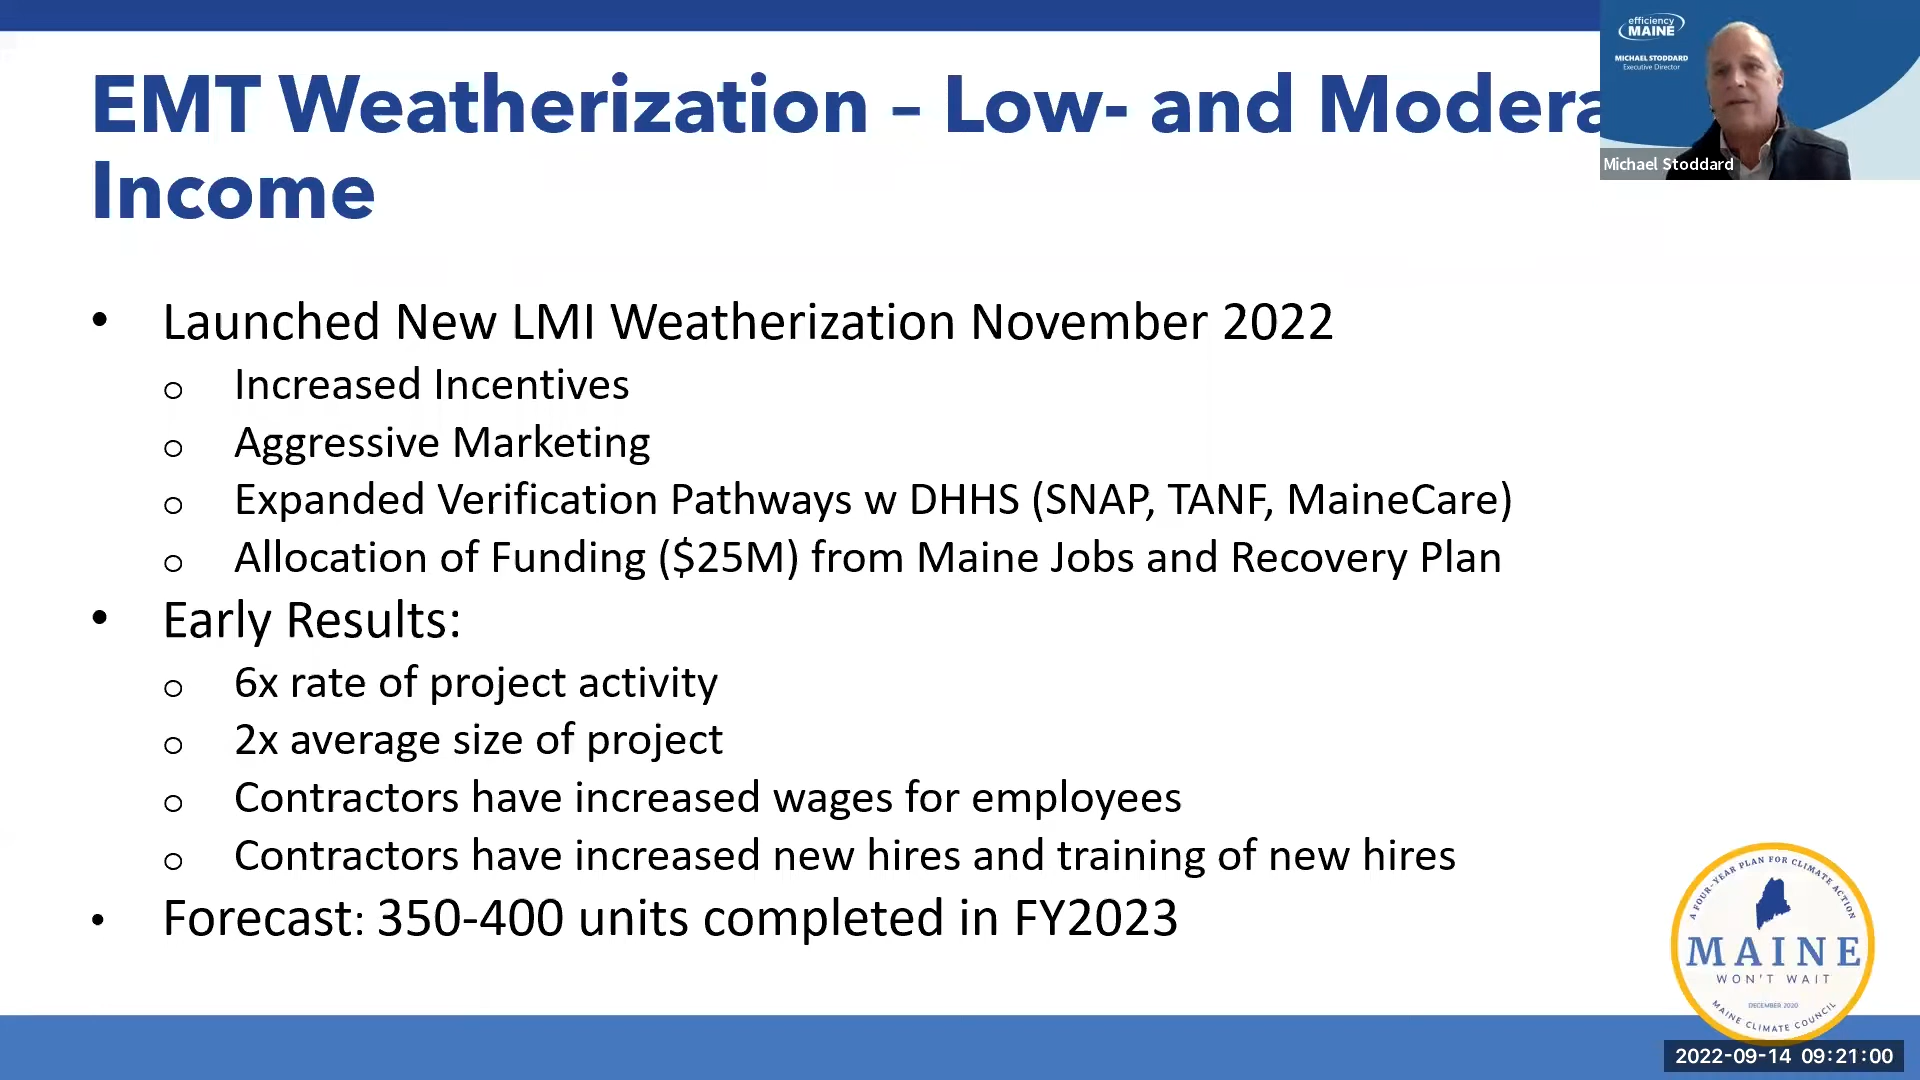 EMT Weatherization – Low- and Modera
Income
• Launched New LMI Weatherization November 2022
o Increased Incentives
o Aggressive Marketing
o Expanded Verification Pathways w DHHS (SNAP, TANF, MaineCare)
o Allocation of Funding ($25M) from Maine Jobs and Recovery Plan
• Early Results:
o 6x rate of project activity
o 2x average size of project
o Contractors have increased wages for employees
o Contractors have increased new hires and training of new hires
• Forecast: 350-400 units completed in FY2023
efficiency
MAINE
MICHAEL STODDARD
Executive Director
Michael Stoddard
A FOUR-YEAR PLAN FOR CLIMATE ACTION
MAINE
WON'T WAIT
DECEMBER 2020
MAINE CLIMATE COUNCIL
2022-09-14 09:21:00